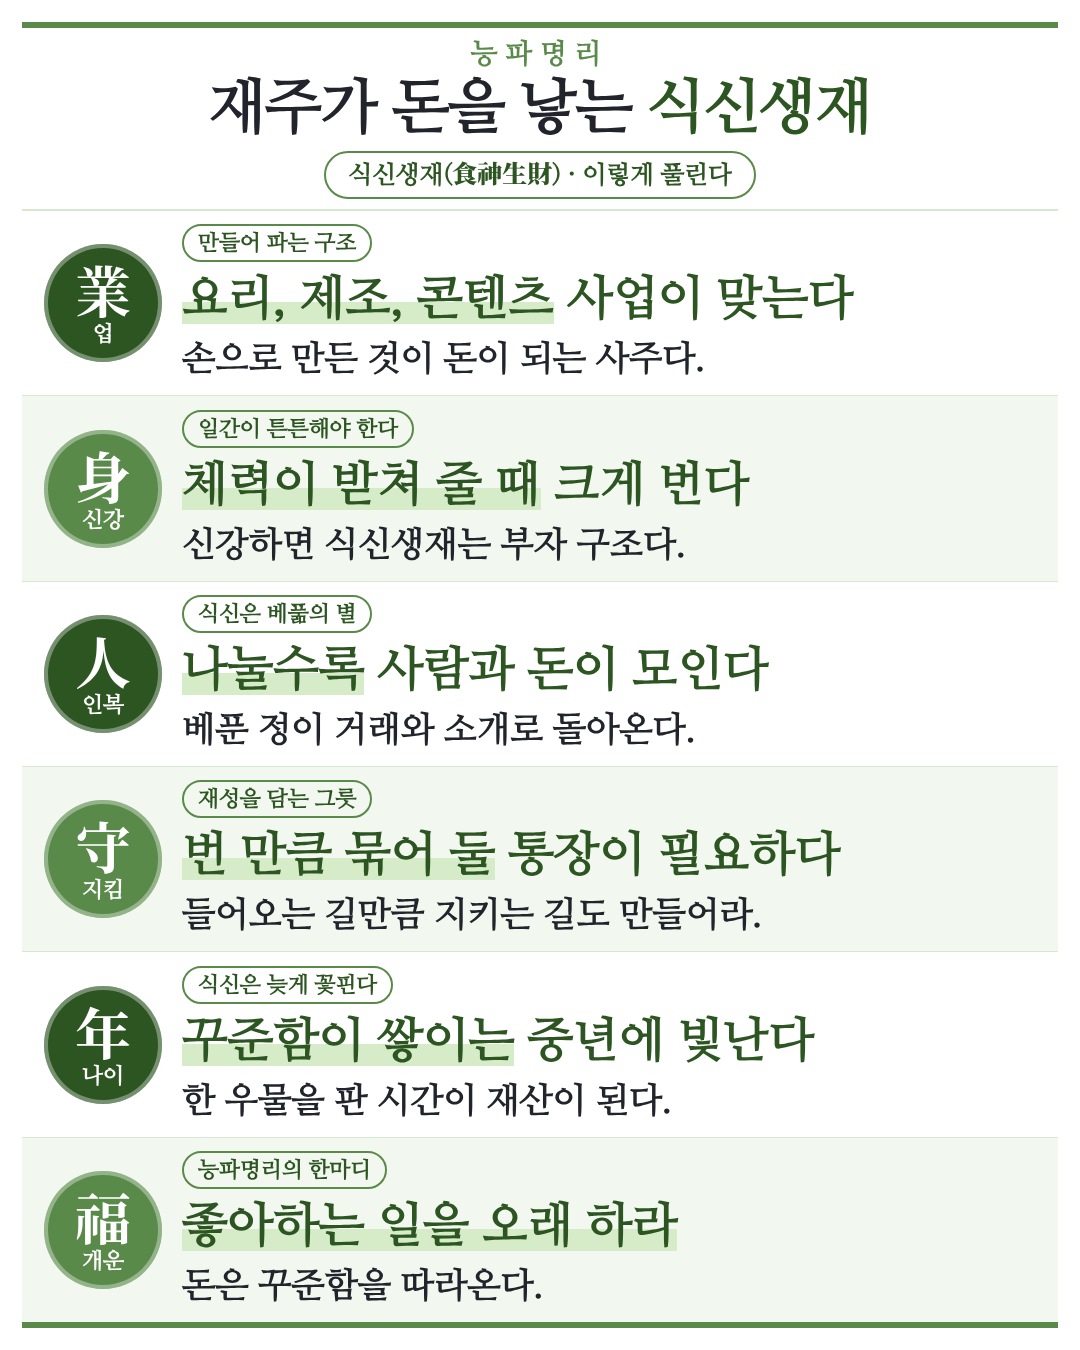 능파명리
재주가 돈을 낳는 식신생재
식신생재(食神生財) · 이렇게 풀린다
業
업
만들어 파는 구조
요리, 제조, 콘텐츠 사업이 맞는다
손으로 만든 것이 돈이 되는 사주다.
身
신강
일간이 튼튼해야 한다
체력이 받쳐 줄 때 크게 번다
신강하면 식신생재는 부자 구조다.
人
인복
식신은 베풂의 별
나눌수록 사람과 돈이 모인다
베푼 정이 거래와 소개로 돌아온다.
守
지킴
재성을 담는 그릇
번 만큼 묶어 둘 통장이 필요하다
들어오는 길만큼 지키는 길도 만들어라.
年
나이
식신은 늦게 꽃핀다
꾸준함이 쌓이는 중년에 빛난다
한 우물을 판 시간이 재산이 된다.
福
개운
능파명리의 한마디
좋아하는 일을 오래 하라
돈은 꾸준함을 따라온다.